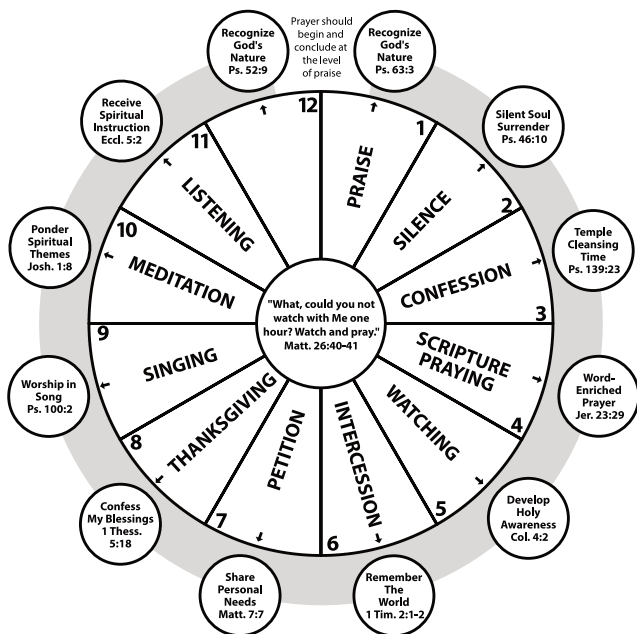 Prayer should
begin and
conclude at
the level
of praise
Recognize
God's
Nature
Ps. 63:3
1
PRAISE
Silent Soul
Surrender
Ps. 46:10
2
SILENCE
Temple
Cleansing
Time
Ps. 139:23
3
CONFESSION
Word-
Enriched
Prayer
Jer. 23:29
4
SCRIPTURE
PRAYING
Develop
Holy
Awareness
Col. 4:2
5
WATCHING
Remember
The
World
1 Tim. 2:1-2
6
INTERCESSION
Share
Personal
Needs
Matt. 7:7
7
PETITION
Confess
My Blessings
1 Thess.
5:18
8
THANKSGIVING
Worship in
Song
Ps. 100:2
9
SINGING
Ponder
Spiritual
Themes
Josh. 1:8
10
MEDITATION
Receive
Spiritual
Instruction
Eccl. 5:2
11
LISTENING
Recognize
God's
Nature
Ps. 52:9
12
"What, could you not
watch with Me one
hour? Watch and pray."
Matt. 26:40-41